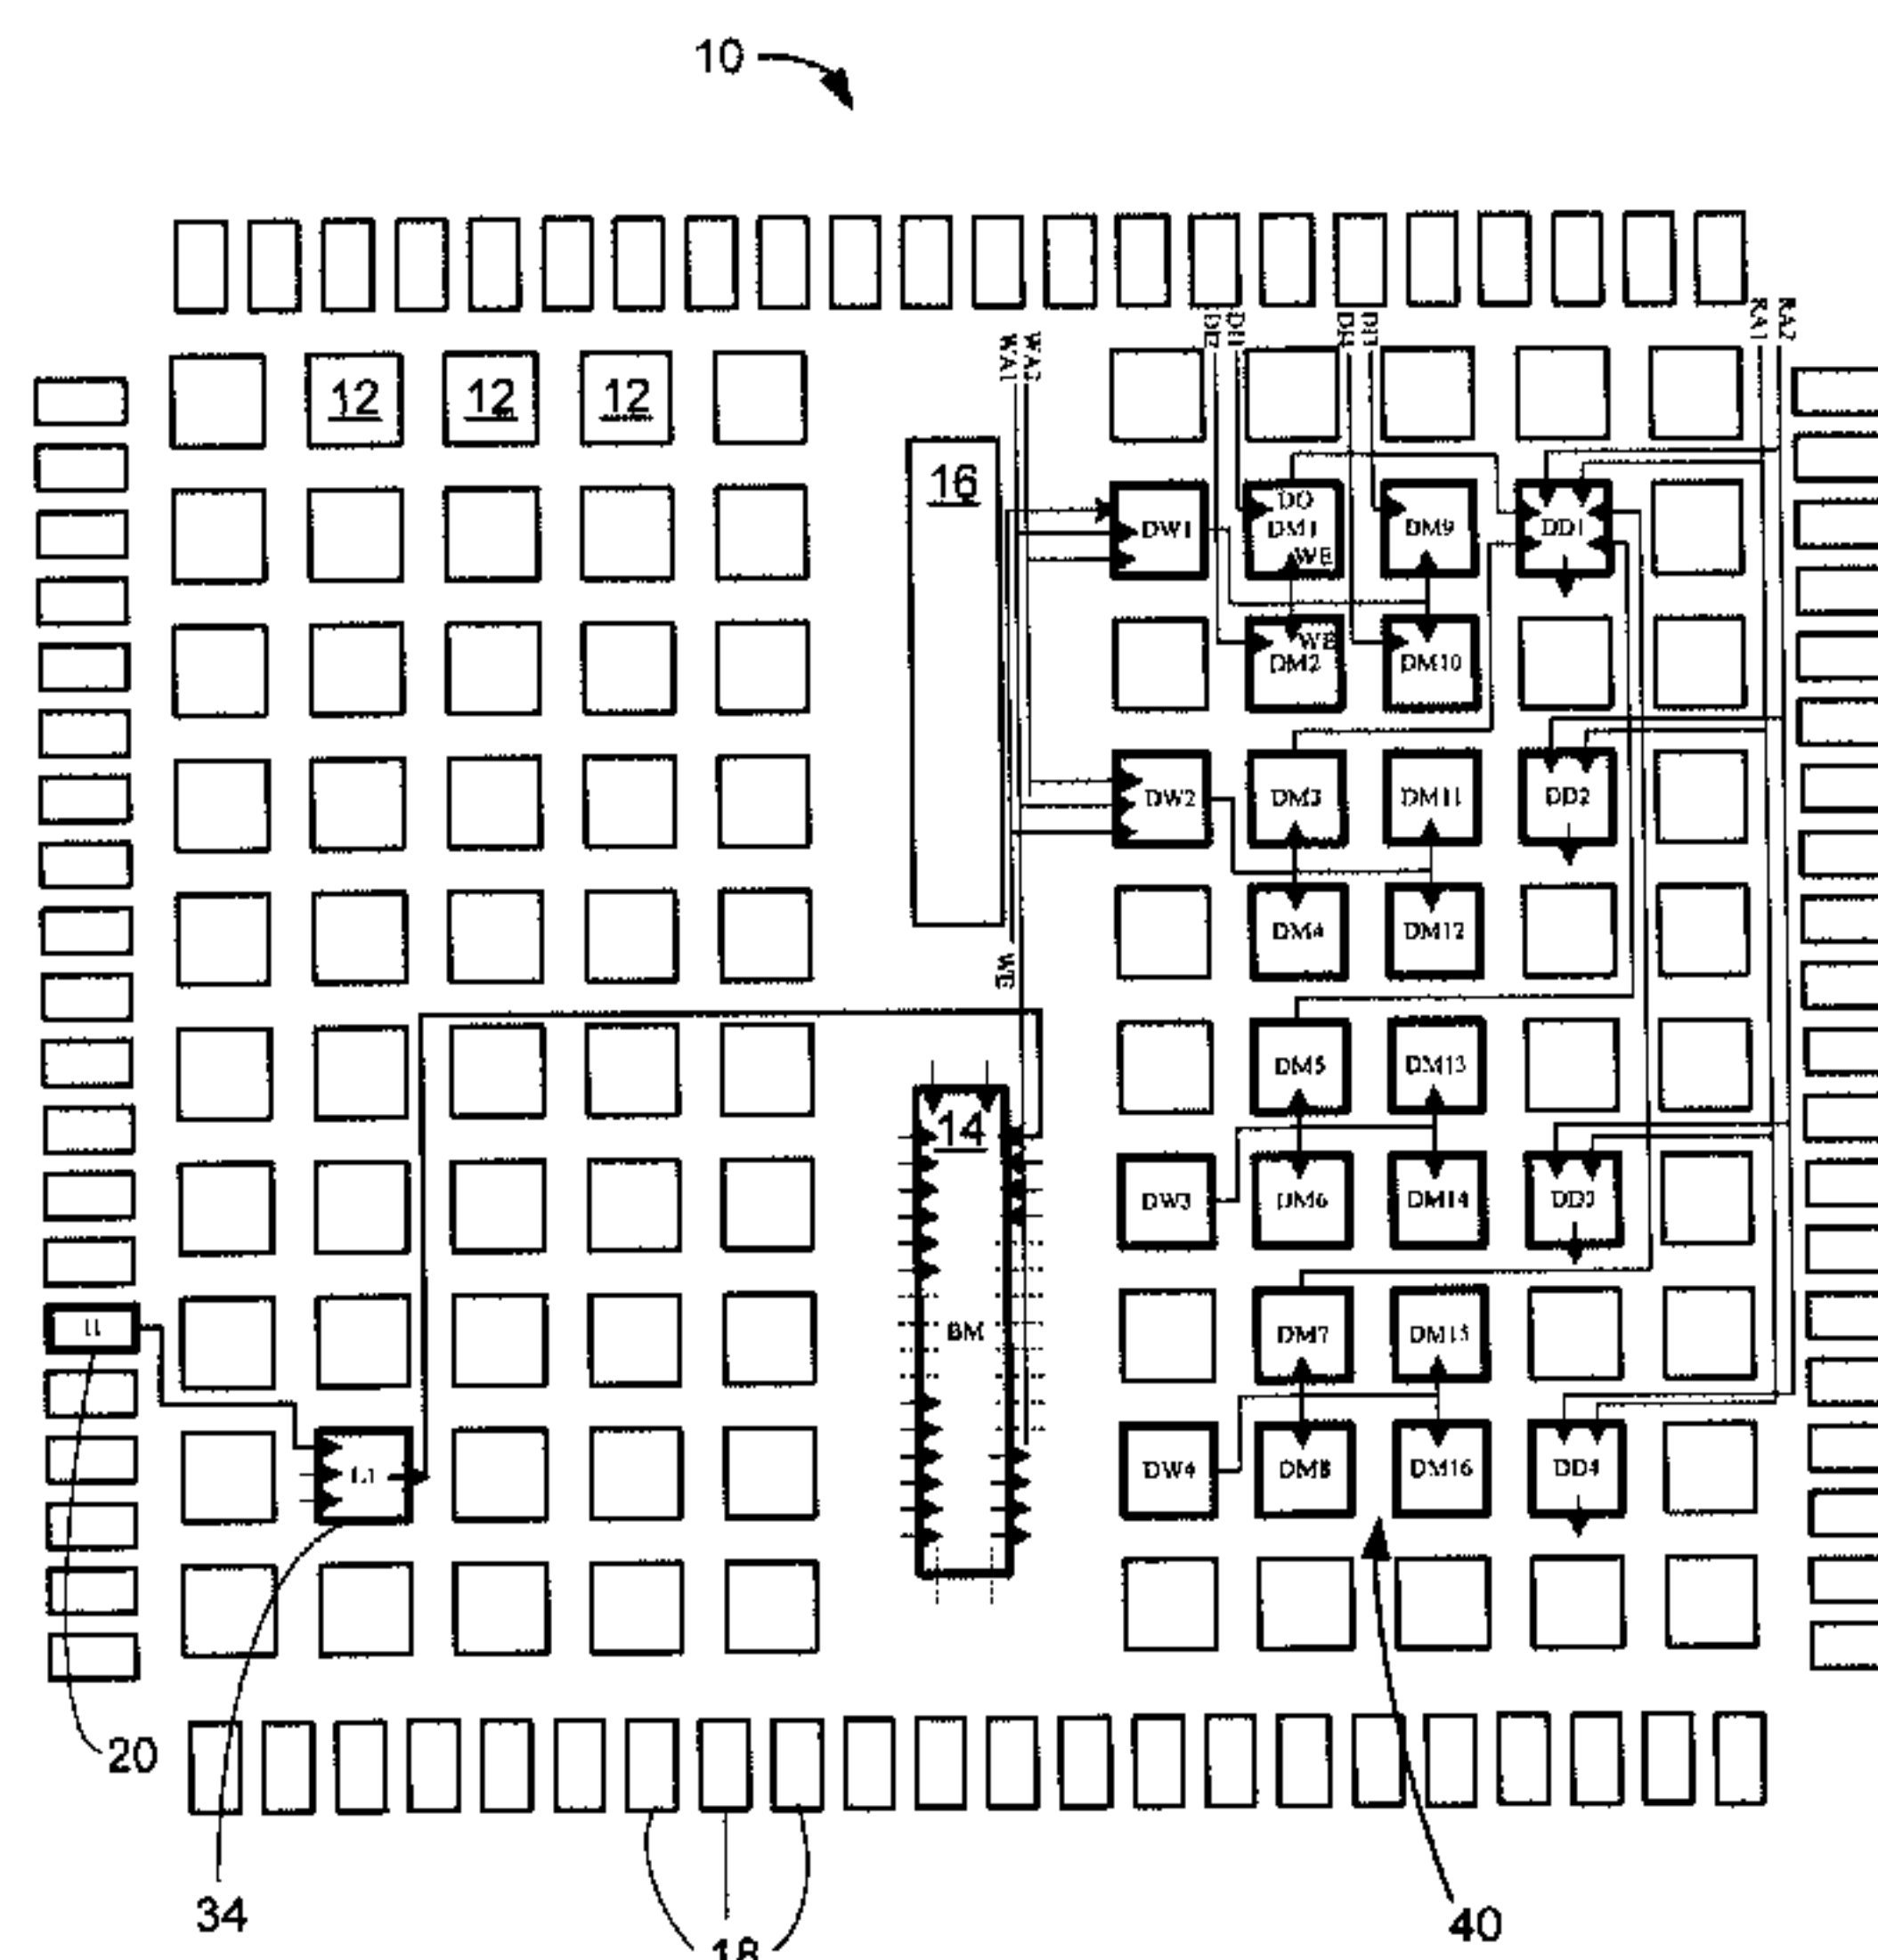 10
RA1 RA2
WA1 WA2 DI2 DI1 DI4 DI3
12 12 12
16
DW1 DO DM1 WE DM9 DD1
WE DM2 DM10
DW2 DM3 DM11 DD2
DM4 DM12
WE
DM5 DM13
14
DW3 DM6 DM14 DD3
I1 BM DM7 DM15
L1 DW4 DM8 DM16 DD4
20
34 18 40